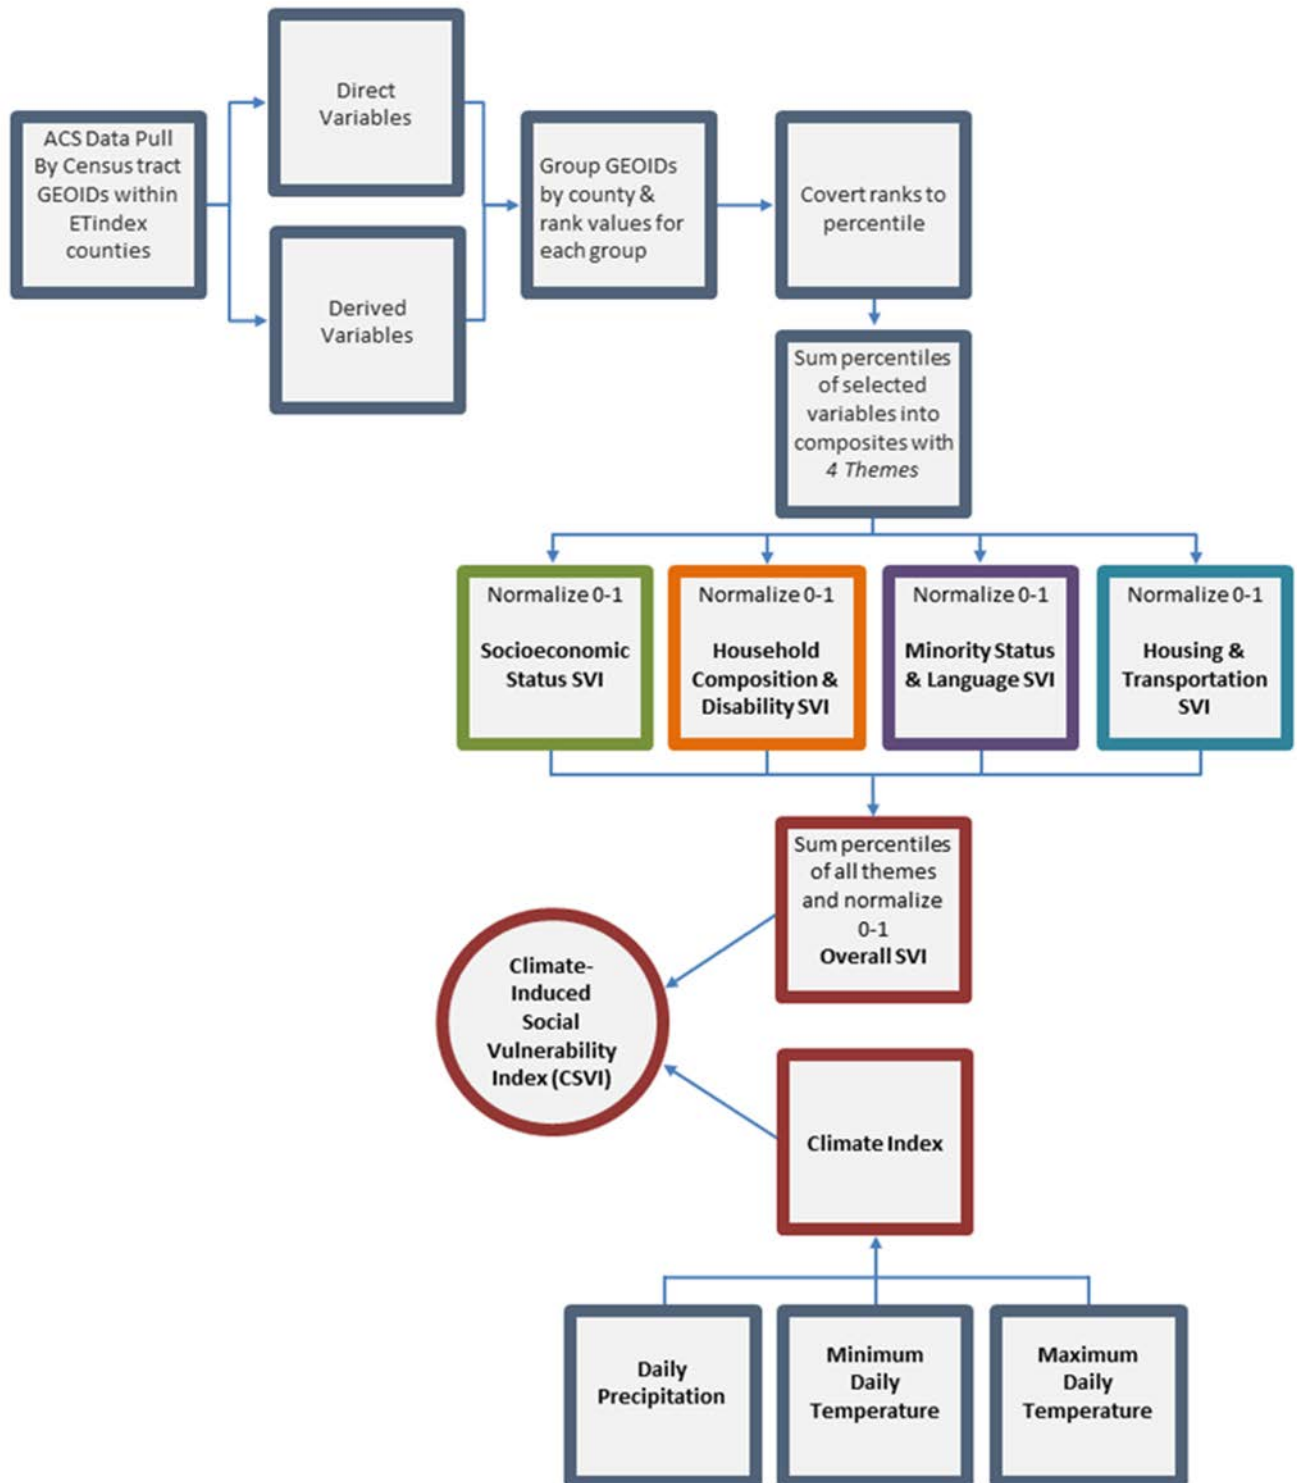 Direct
Variables
ACS Data Pull
By Census tract
GEOIDs within
ETindex
counties
Derived
Variables
Group GEOIDs
by county &
rank values for
each group
Covert ranks to
percentile
Sum percentiles
of selected
variables into
composites with
4 Themes
Normalize 0-1
Socioeconomic
Status SVI
Normalize 0-1
Household
Composition &
Disability SVI
Normalize 0-1
Minority Status
& Language SVI
Normalize 0-1
Housing &
Transportation
SVI
Sum percentiles
of all themes
and normalize
0-1
Overall SVI
Climate-
Induced
Social
Vulnerability
Index (CSVI)
Climate Index
Daily
Precipitation
Minimum
Daily
Temperature
Maximum
Daily
Temperature